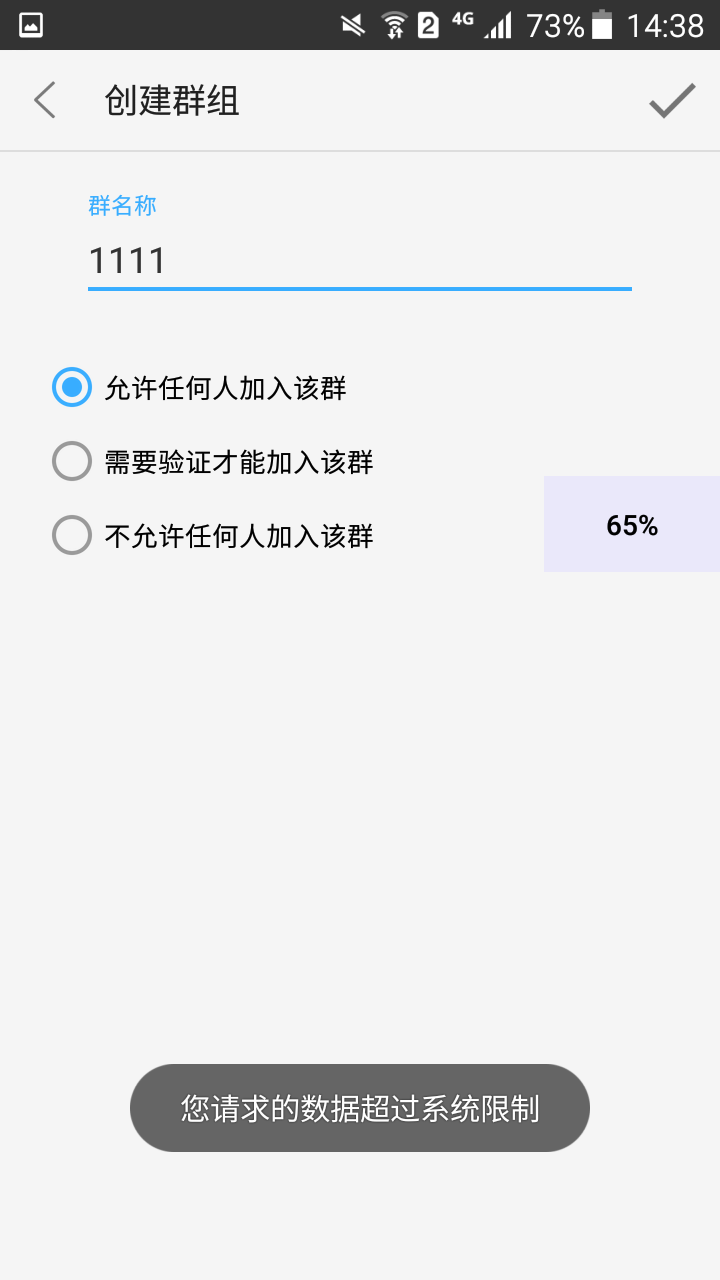 2 4G 73% 14:38
创建群组
群名称
1111
允许任何人加入该群
需要验证才能加入该群
不允许任何人加入该群
65%
您请求的数据超过系统限制